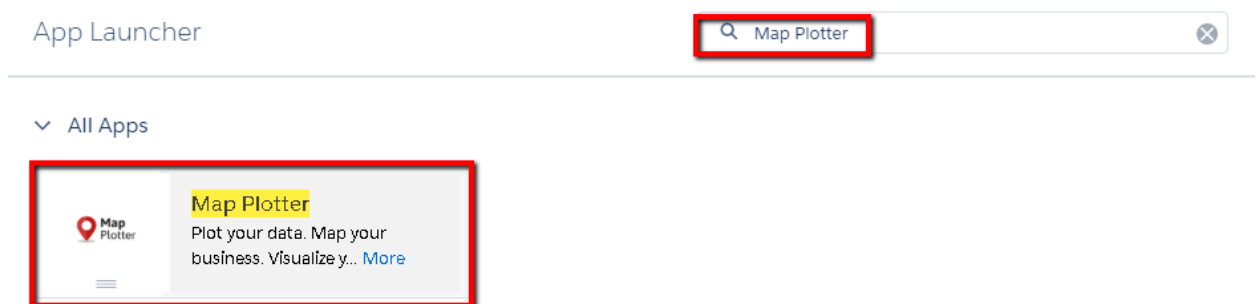 App Launcher
Map Plotter
All Apps
Map Plotter
Map
Plotter
Plot your data. Map your
business. Visualize y... More